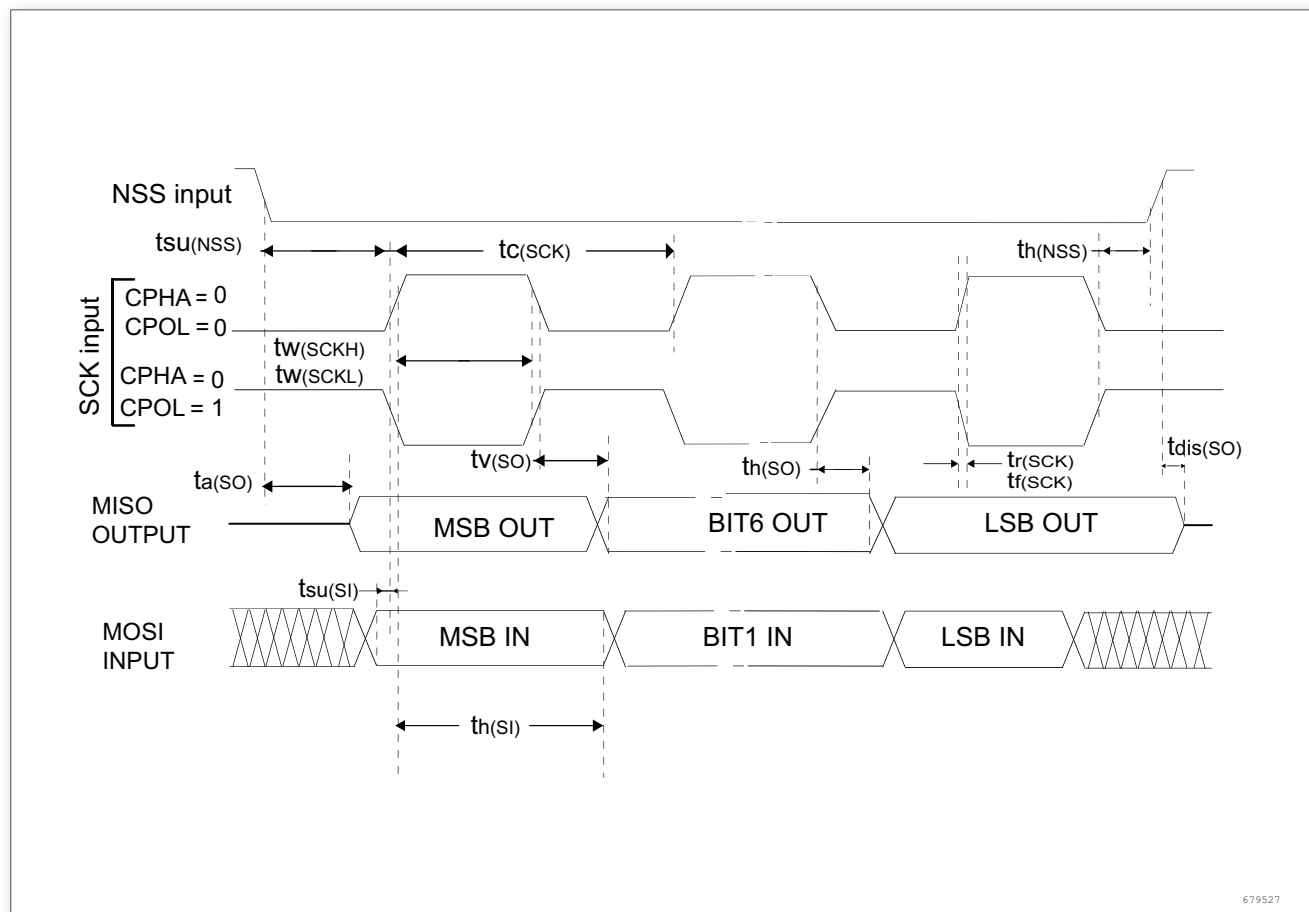 NSS input
tsu(NSS)
tc(SCK)
th(NSS)
SCK input
CPHA = 0
CPOL = 0
tw(SCKH)
tw(SCKL)
CPHA = 0
CPOL = 1
tv(SO)
th(SO)
tr(SCK)
tf(SCK)
tdis(SO)
ta(SO)
MISO
OUTPUT
MSB OUT
BIT6 OUT
LSB OUT
tsu(SI)
MOSI
INPUT
MSB IN
BIT1 IN
LSB IN
th(SI)
679527